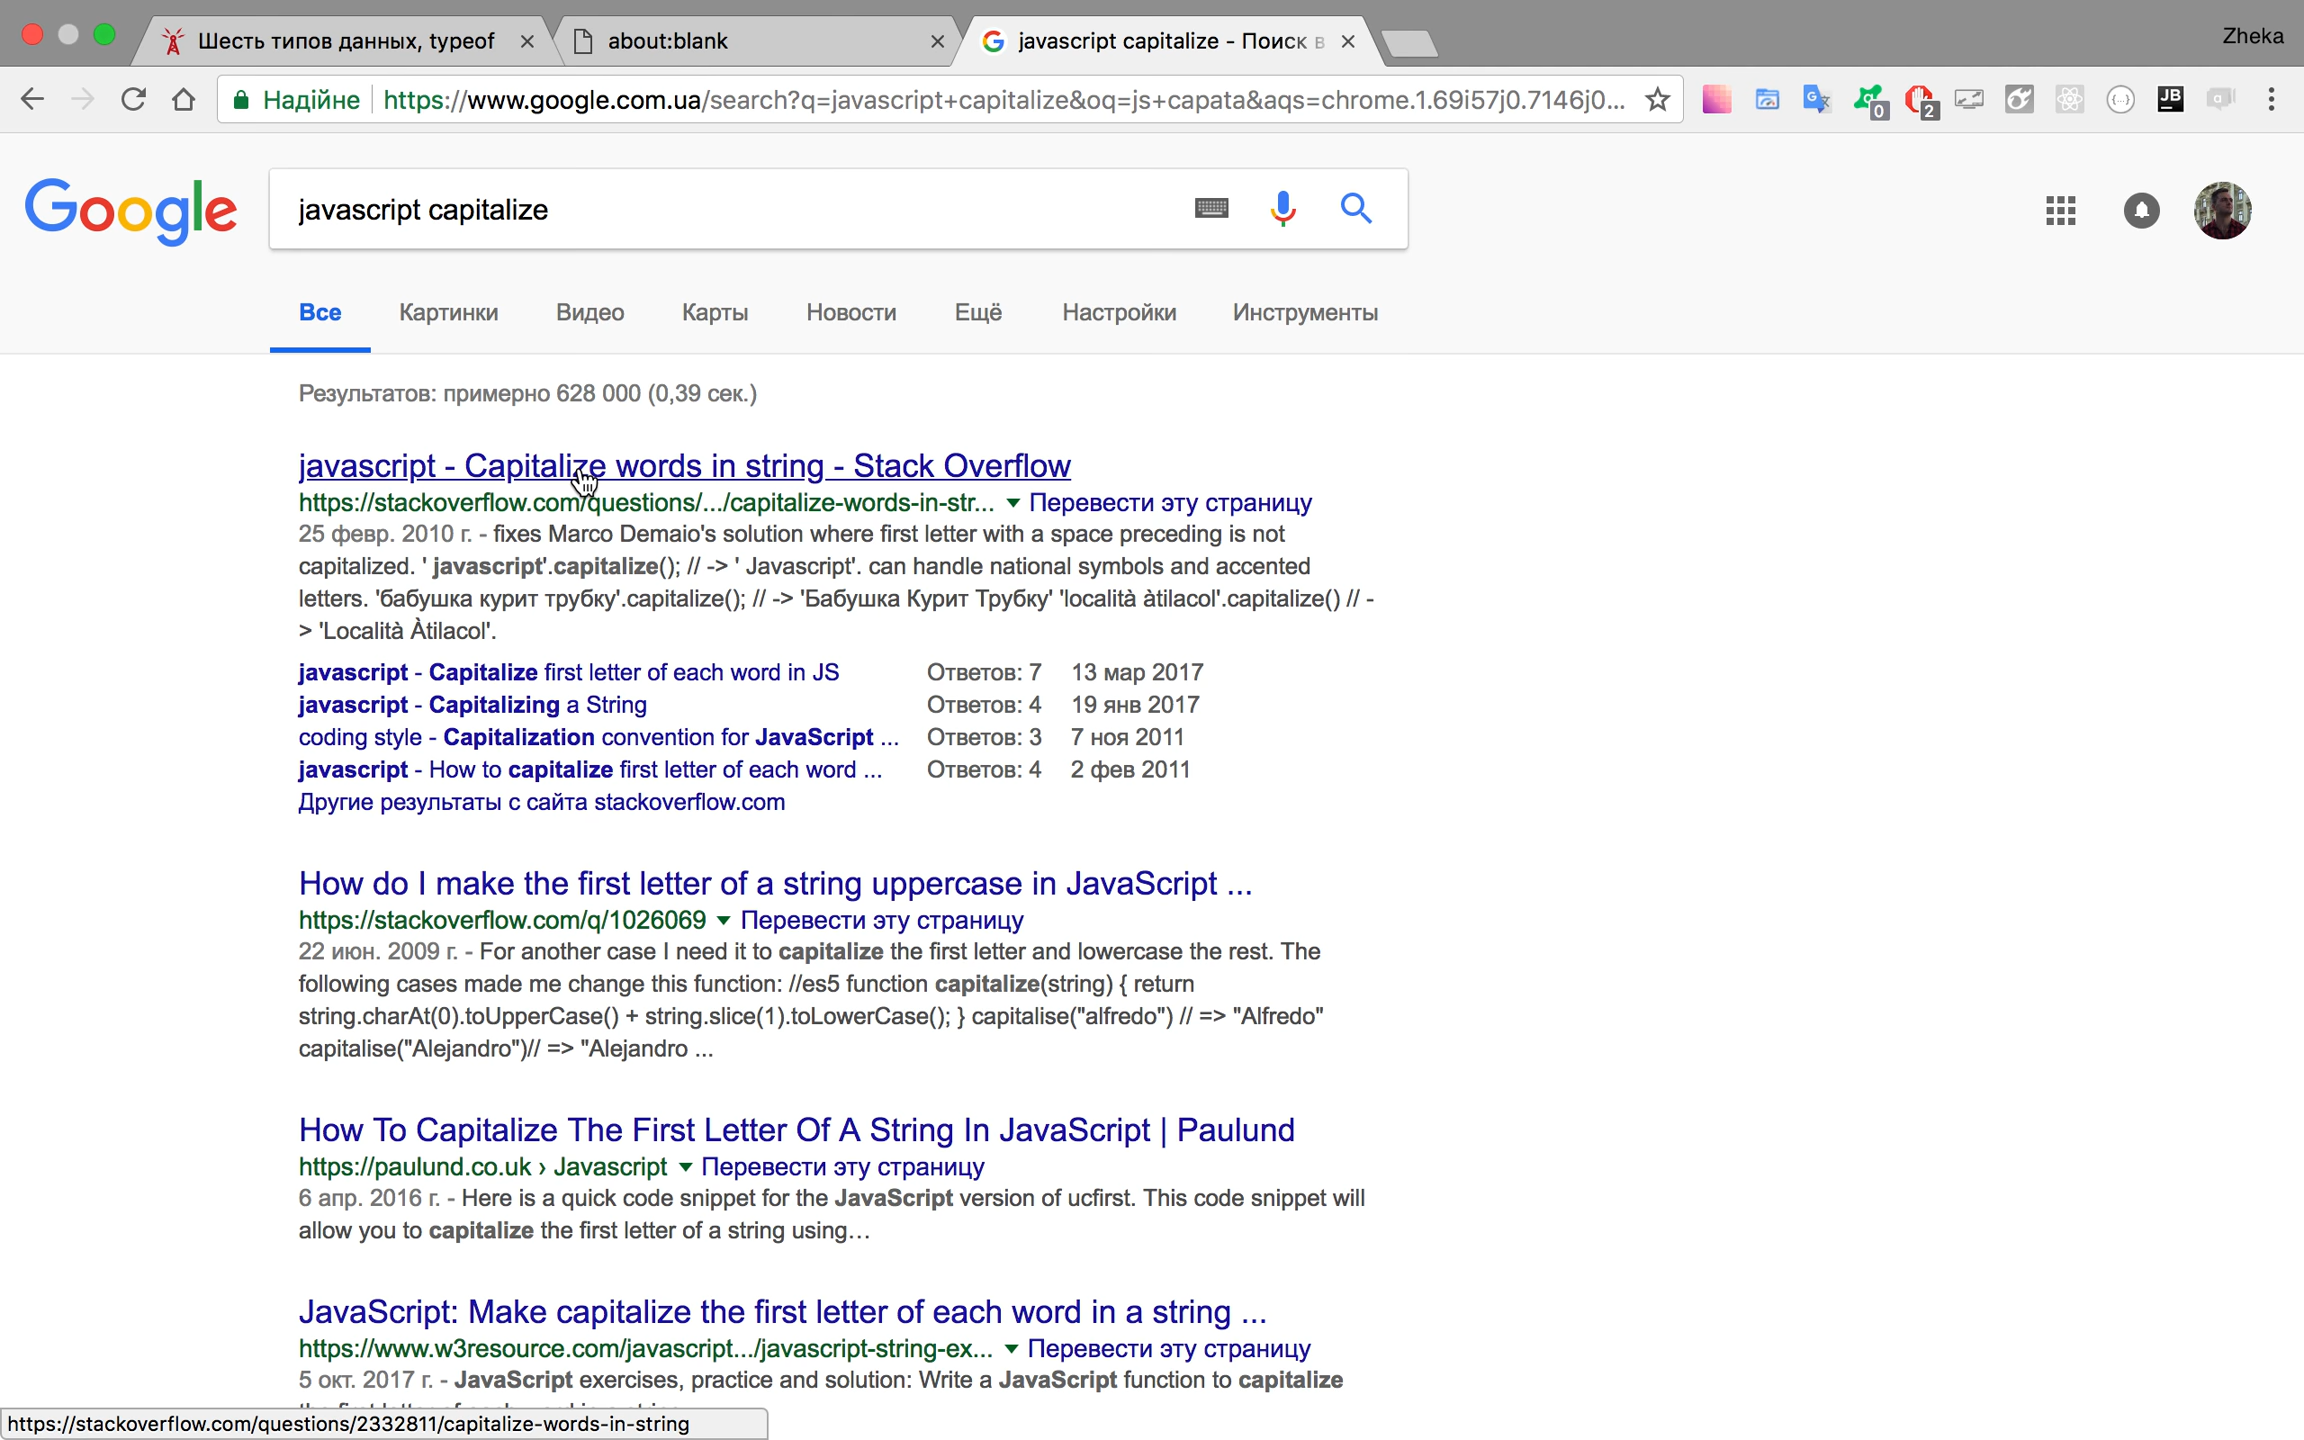 Шесть типов данных, typeof
about:blank
javascript capitalize - Поиск в
Zheka
Надійне
https://www.google.com.ua/search?q=javascript+capitalize&oq=js+capata&aqs=chrome.1.69i57j0.7146j0...
0
2
JB
Google
javascript capitalize
Все
Картинки
Видео
Карты
Новости
Ещё
Настройки
Инструменты
Результатов: примерно 628 000 (0,39 сек.)
javascript - Capitalize words in string - Stack Overflow
https://stackoverflow.com/questions/.../capitalize-words-in-str... ▼ Перевести эту страницу
25 февр. 2010 г. - fixes Marco Demaio's solution where first letter with a space preceding is not
capitalized. ' javascript'.capitalize(); // -> ' Javascript'. can handle national symbols and accented
letters. 'бабушка курит трубку'.capitalize(); // -> 'Бабушка Курит Трубку' 'località àtilacol'.capitalize() // -
> 'Località Àtilacol'.
javascript - Capitalize first letter of each word in JS Ответов: 7 13 мар 2017
javascript - Capitalizing a String Ответов: 4 19 янв 2017
coding style - Capitalization convention for JavaScript ... Ответов: 3 7 ноя 2011
javascript - How to capitalize first letter of each word ... Ответов: 4 2 фев 2011
Другие результаты с сайта stackoverflow.com
How do I make the first letter of a string uppercase in JavaScript ...
https://stackoverflow.com/q/1026069 ▼ Перевести эту страницу
22 июн. 2009 г. - For another case I need it to capitalize the first letter and lowercase the rest. The
following cases made me change this function: //es5 function capitalize(string) { return
string.charAt(0).toUpperCase() + string.slice(1).toLowerCase(); } capitalise("alfredo") // => "Alfredo"
capitalise("Alejandro")// => "Alejandro ...
How To Capitalize The First Letter Of A String In JavaScript | Paulund
https://paulund.co.uk › Javascript ▼ Перевести эту страницу
6 апр. 2016 г. - Here is a quick code snippet for the JavaScript version of ucfirst. This code snippet will
allow you to capitalize the first letter of a string using…
JavaScript: Make capitalize the first letter of each word in a string ...
https://www.w3resource.com/javascript.../javascript-string-ex... ▼ Перевести эту страницу
5 окт. 2017 г. - JavaScript exercises, practice and solution: Write a JavaScript function to capitalize
https://stackoverflow.com/questions/2332811/capitalize-words-in-string